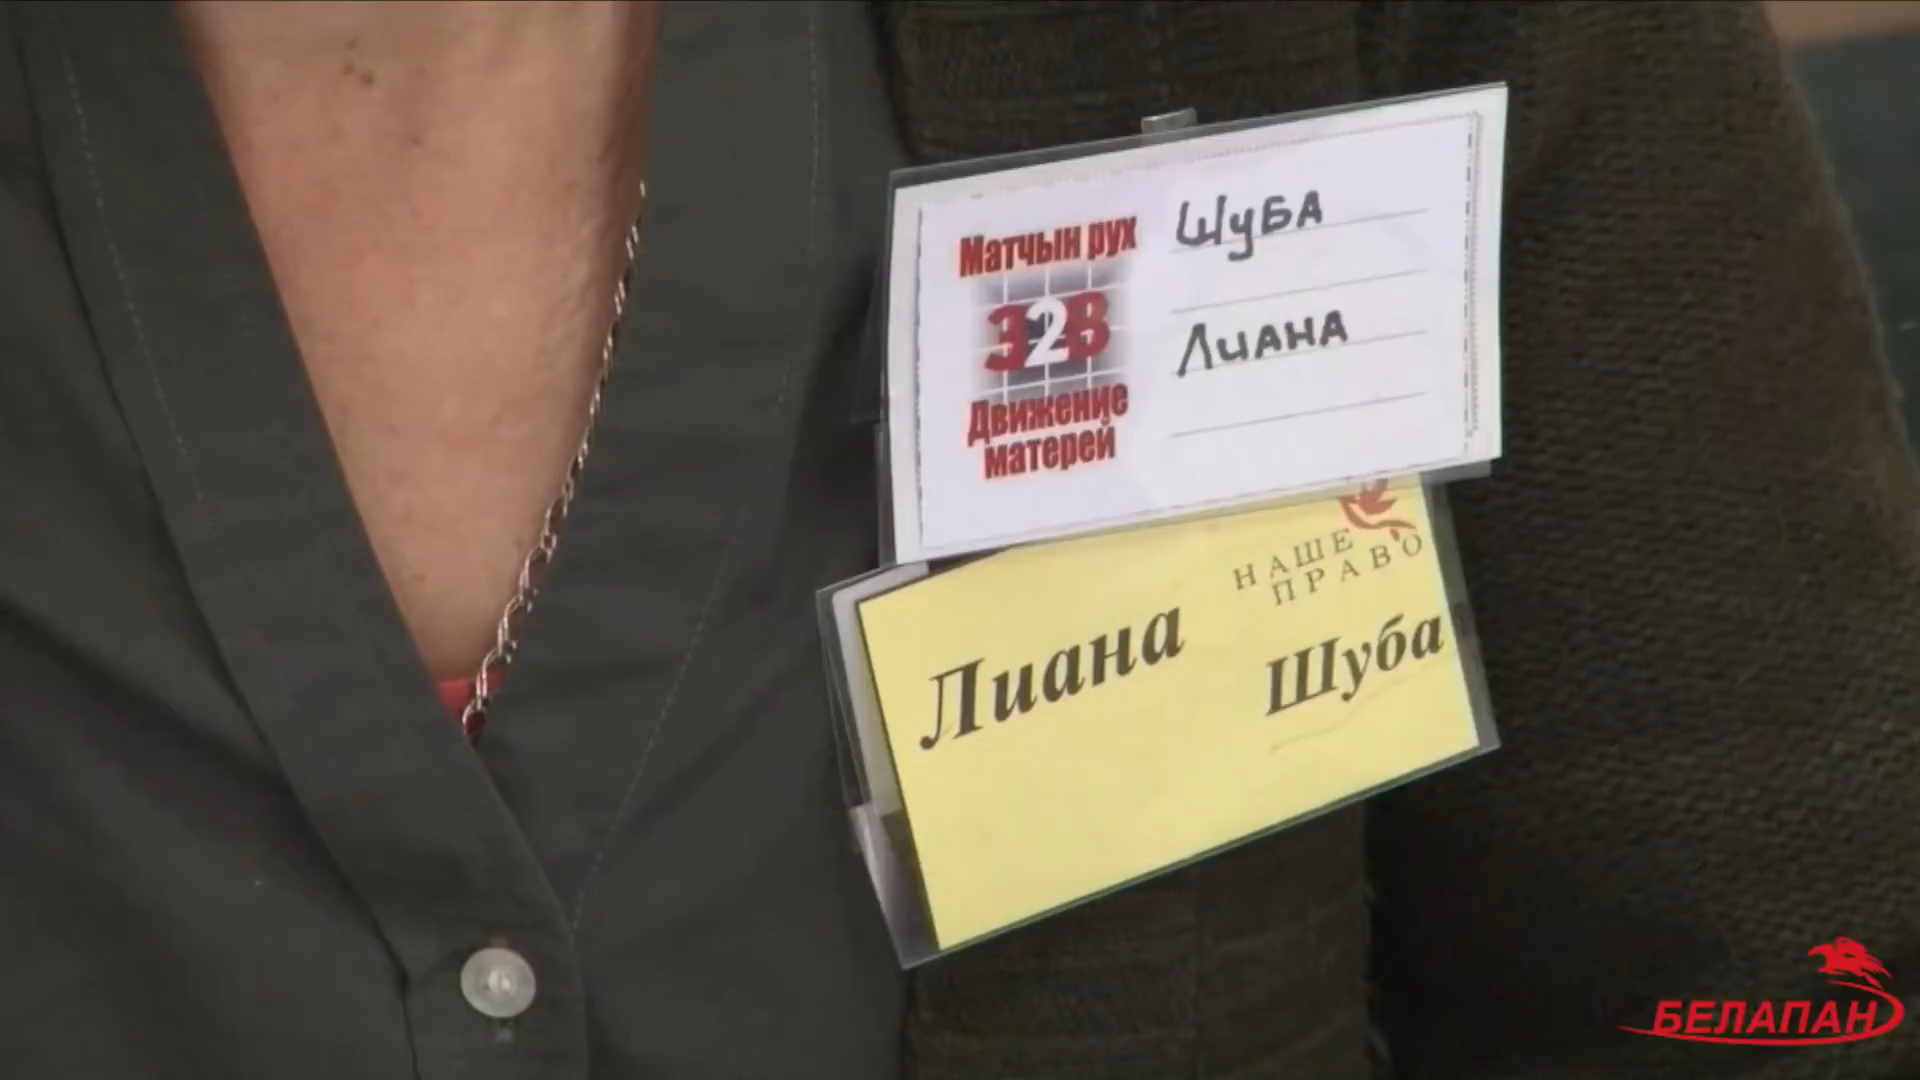 Матчын рух
328
Движение
матерей
Шуба
Лиана
НАШЕ
ПРАВО
Лиана Шуба
БЕЛАПАН